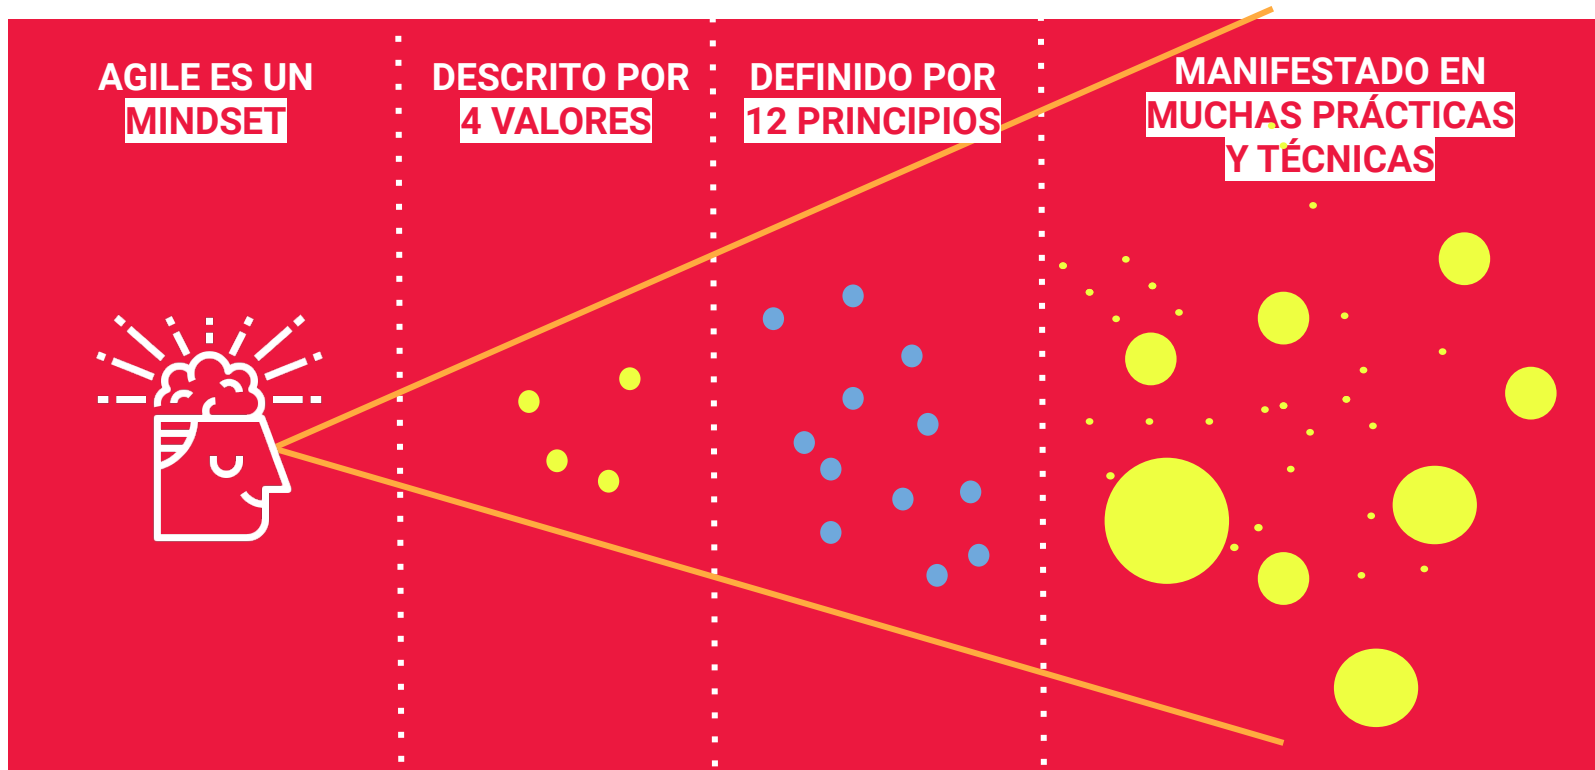 AGILE ES UN
MINDSET
DESCRITO POR
4 VALORES
DEFINIDO POR
12 PRINCIPIOS
MANIFESTADO EN
MUCHAS PRÁCTICAS
Y TÉCNICAS